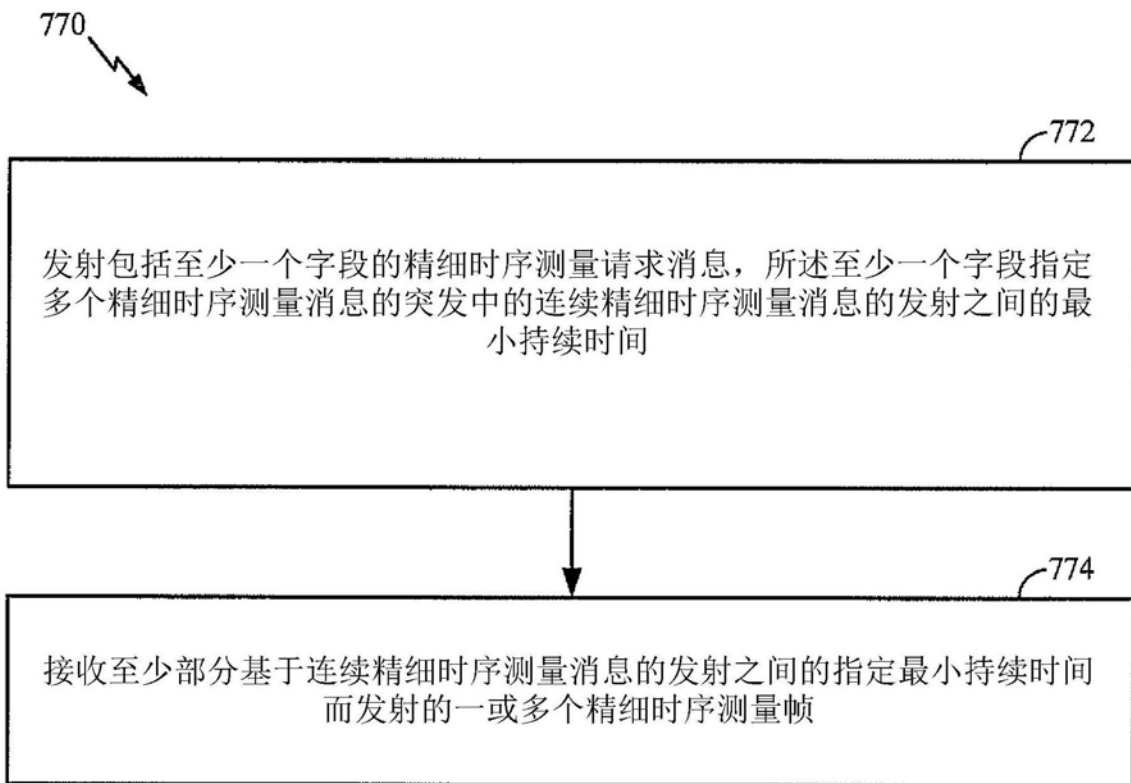 770
772
发射包括至少一个字段的精细时序测量请求消息，所述至少一个字段指定
多个精细时序测量消息的突发中的连续精细时序测量消息的发射之间的最
小持续时间
774
接收至少部分基于连续精细时序测量消息的发射之间的指定最小持续时间
而发射的一或多个精细时序测量帧